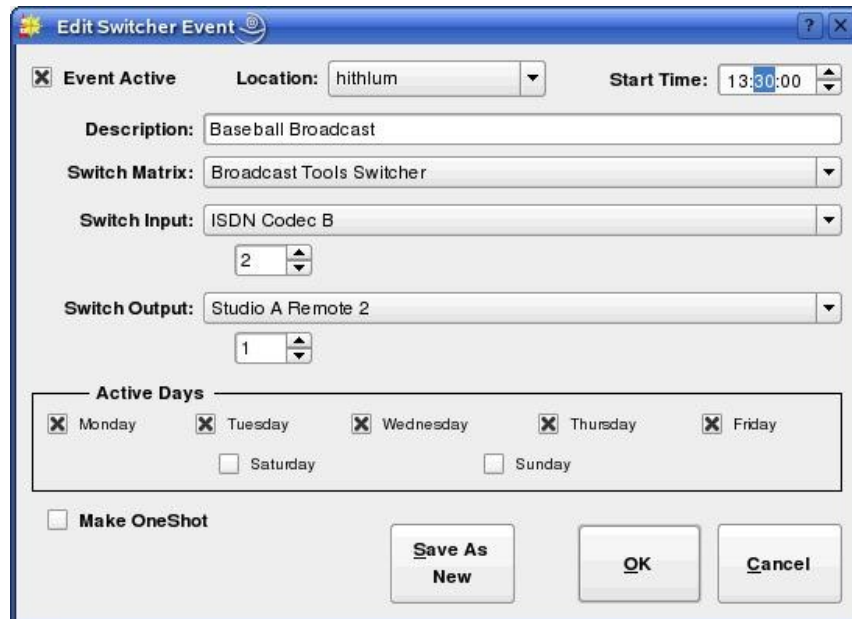 Edit Switcher Event
Event Active Location: hithlum Start Time: 13:30:00
Description: Baseball Broadcast
Switch Matrix: Broadcast Tools Switcher
Switch Input: ISDN Codec B
2
Switch Output: Studio A Remote 2
1
Active Days
Monday Tuesday Wednesday Thursday Friday
Saturday Sunday
Make OneShot
Save As
New
OK
Cancel